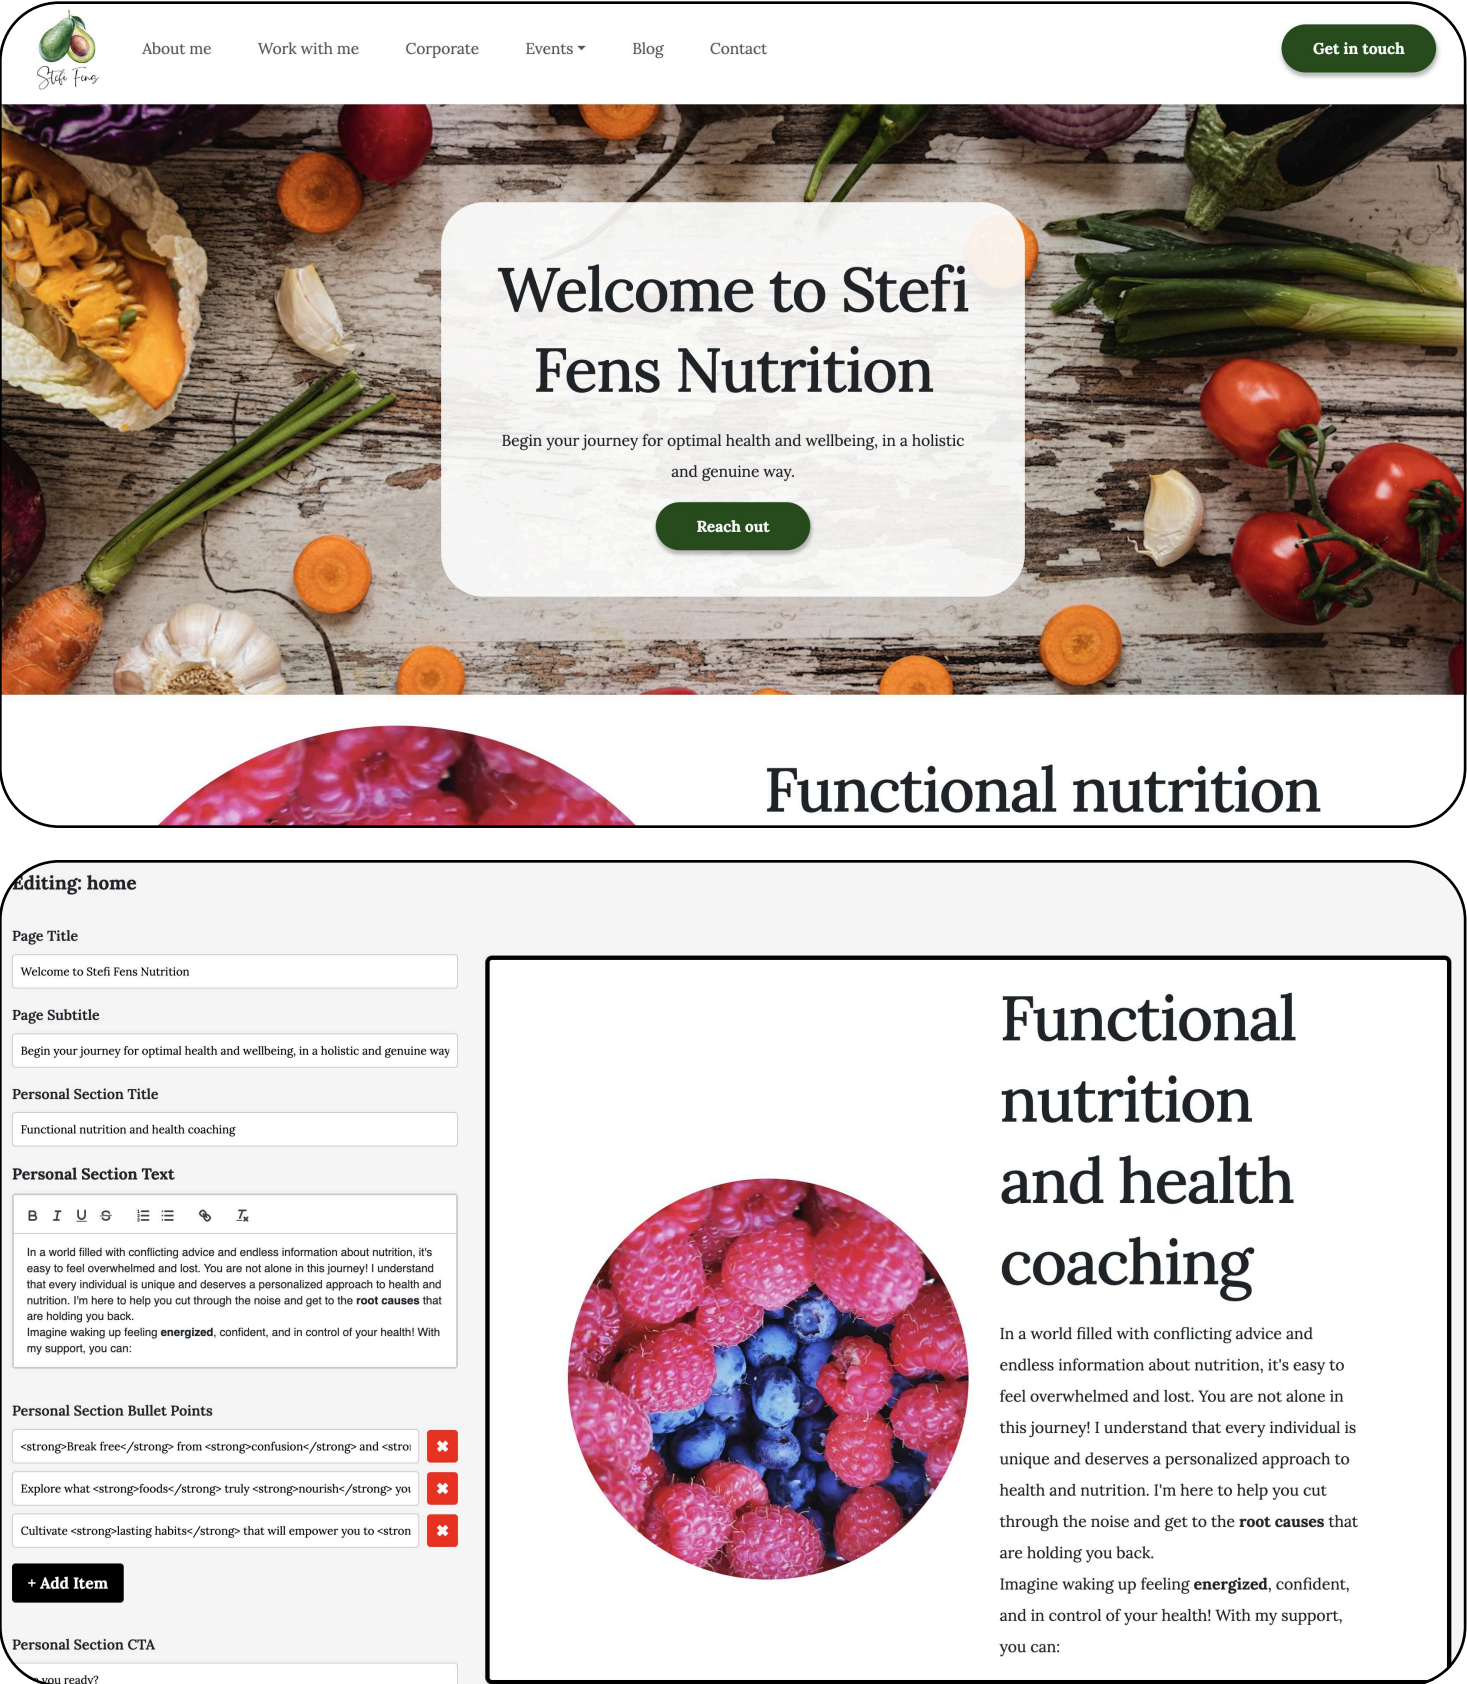 Stefi Fens
About me
Work with me
Corporate
Events
Blog
Contact
Get in touch
Welcome to Stefi
Fens Nutrition
Begin your journey for optimal health and wellbeing, in a holistic
and genuine way.
Reach out
Functional nutrition
Editing: home
Page Title
Welcome to Stefi Fens Nutrition
Page Subtitle
Begin your journey for optimal health and wellbeing, in a holistic and genuine way
Personal Section Title
Functional nutrition and health coaching
Personal Section Text
B I U S
In a world filled with conflicting advice and endless information about nutrition, it's
easy to feel overwhelmed and lost. You are not alone in this journey! I understand
that every individual is unique and deserves a personalized approach to health and
nutrition. I'm here to help you cut through the noise and get to the root causes that
are holding you back.
Imagine waking up feeling energized, confident, and in control of your health! With
my support, you can:
Personal Section Bullet Points
<strong>Break free</strong> from <strong>confusion</strong> and <stro
✖
Explore what <strong>foods</strong> truly <strong>nourish</strong> you
✖
Cultivate <strong>lasting habits</strong> that will empower you to <stron
✖
+ Add Item
Personal Section CTA
you ready?
Functional
nutrition
and health
coaching
In a world filled with conflicting advice and
endless information about nutrition, it's easy to
feel overwhelmed and lost. You are not alone in
this journey! I understand that every individual is
unique and deserves a personalized approach to
health and nutrition. I'm here to help you cut
through the noise and get to the root causes that
are holding you back.
Imagine waking up feeling energized, confident,
and in control of your health! With my support,
you can: